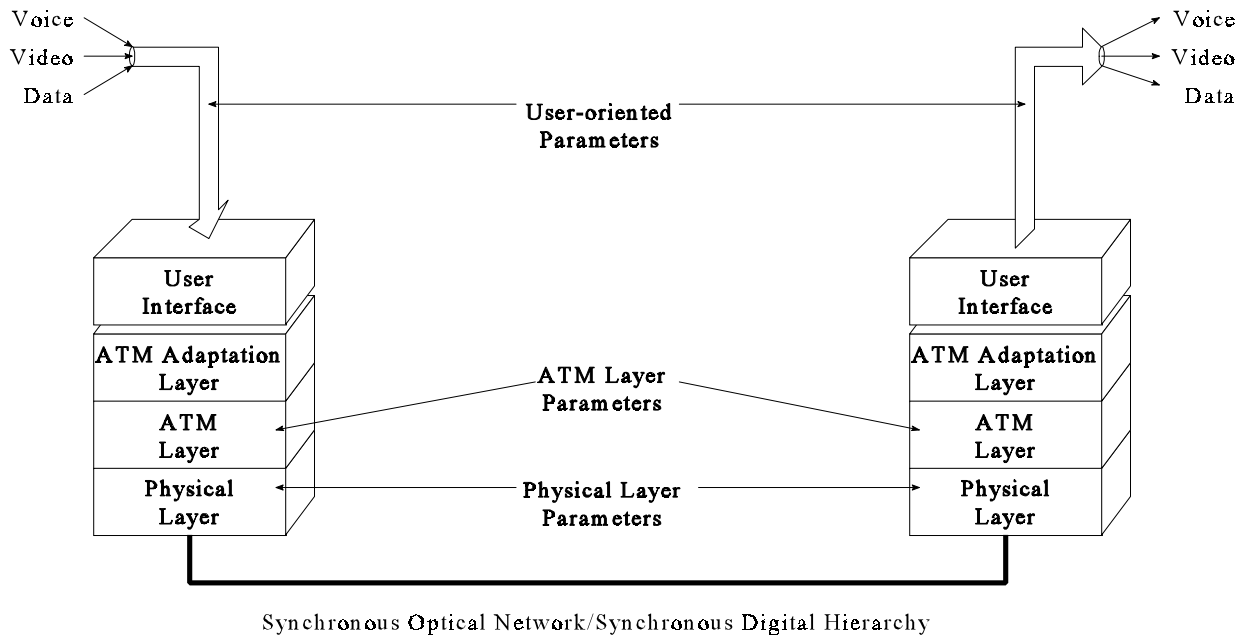 Voice
Video
Data
Voice
Video
Data
User-oriented
Parameters
User
Interface
User
Interface
ATM Adaptation
Layer
ATM Adaptation
Layer
ATM Layer
Parameters
ATM
Layer
ATM
Layer
Physical
Layer
Physical Layer
Parameters
Physical
Layer
Synchronous Optical Network/Synchronous Digital Hierarchy